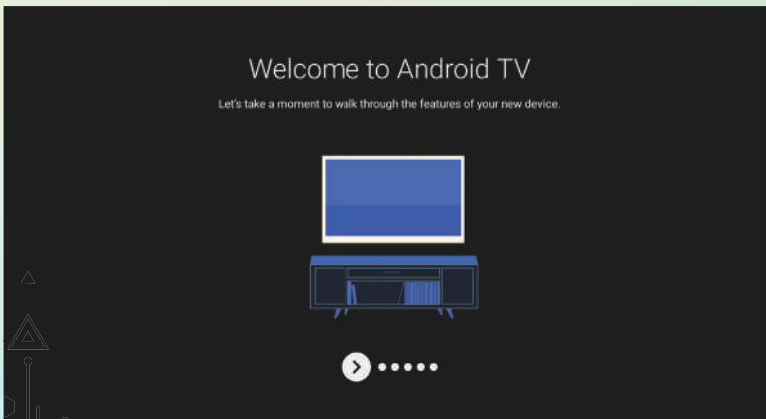 Welcome to Android TV
Let's take a moment to walk through the features of your new device.